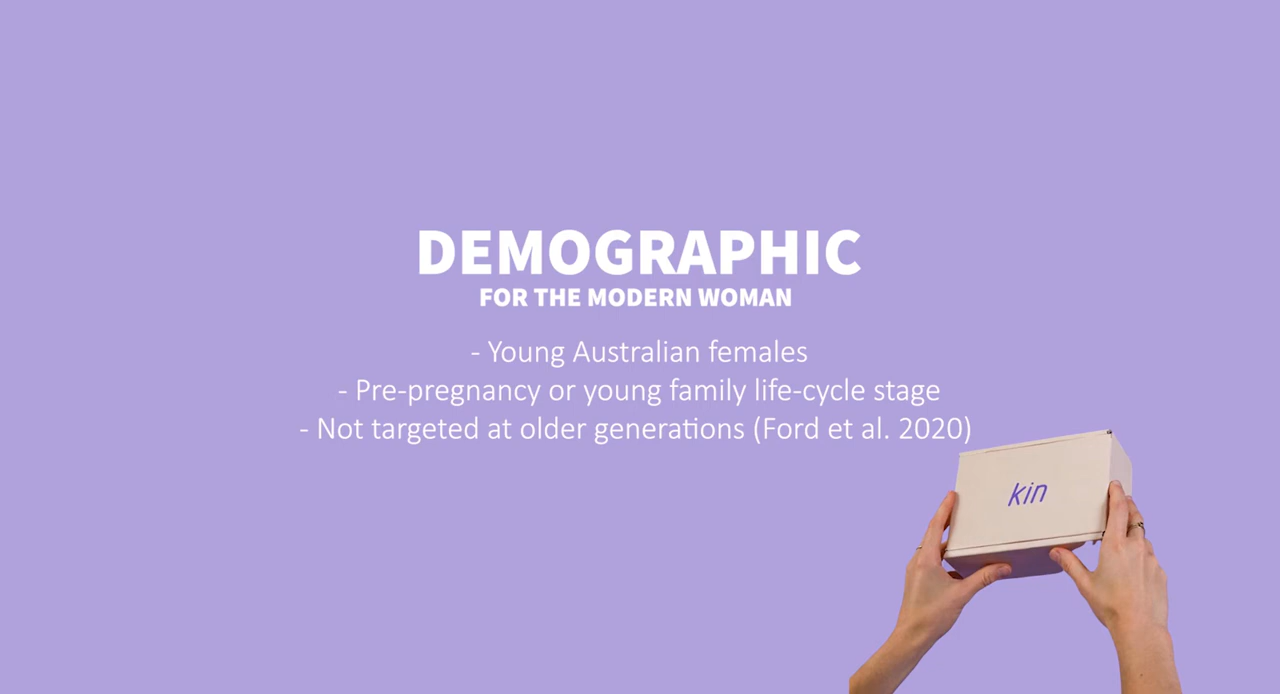 DEMOGRAPHIC
FOR THE MODERN WOMAN
- Young Australian females
- Pre-pregnancy or young family life-cycle stage
- Not targeted at older generations (Ford et al. 2020)
kin